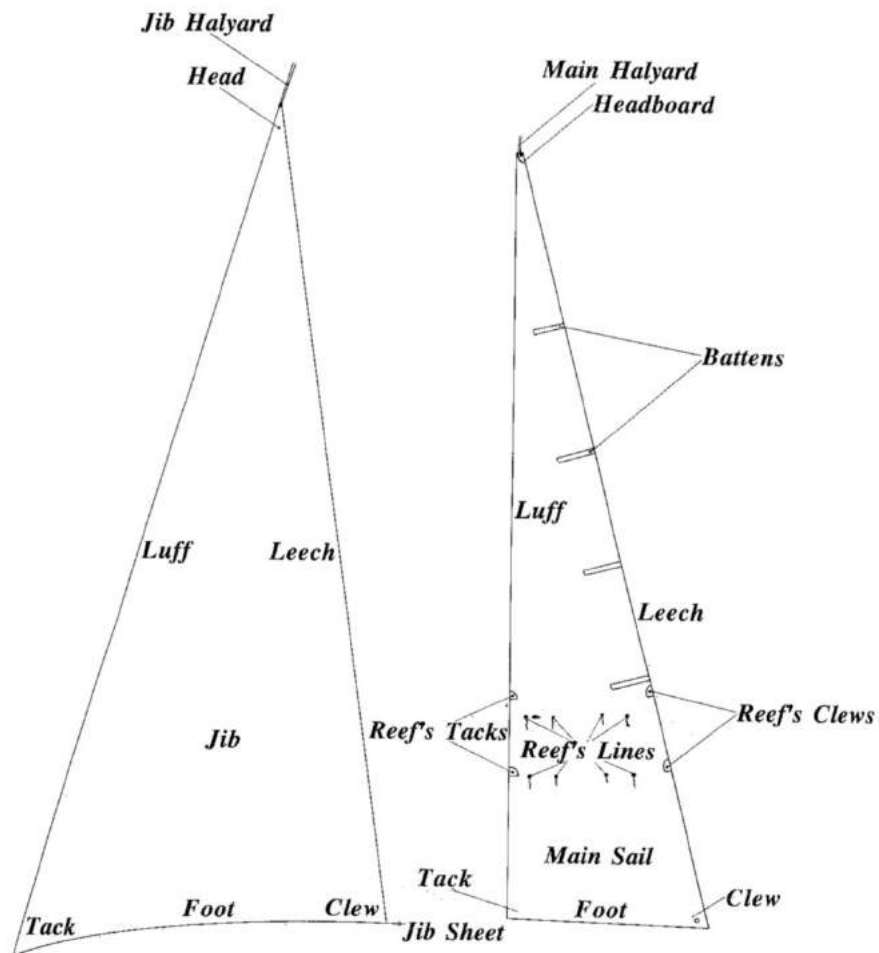 Jib Halyard
Head
Main Halyard
Headboard
Battens
Luff
Luff
Leech
Leech
Reef's Tacks
Reef's Clews
Jib
Reef's Lines
Main Sail
Tack
Clew
Tack
Foot
Clew
Jib Sheet
Foot